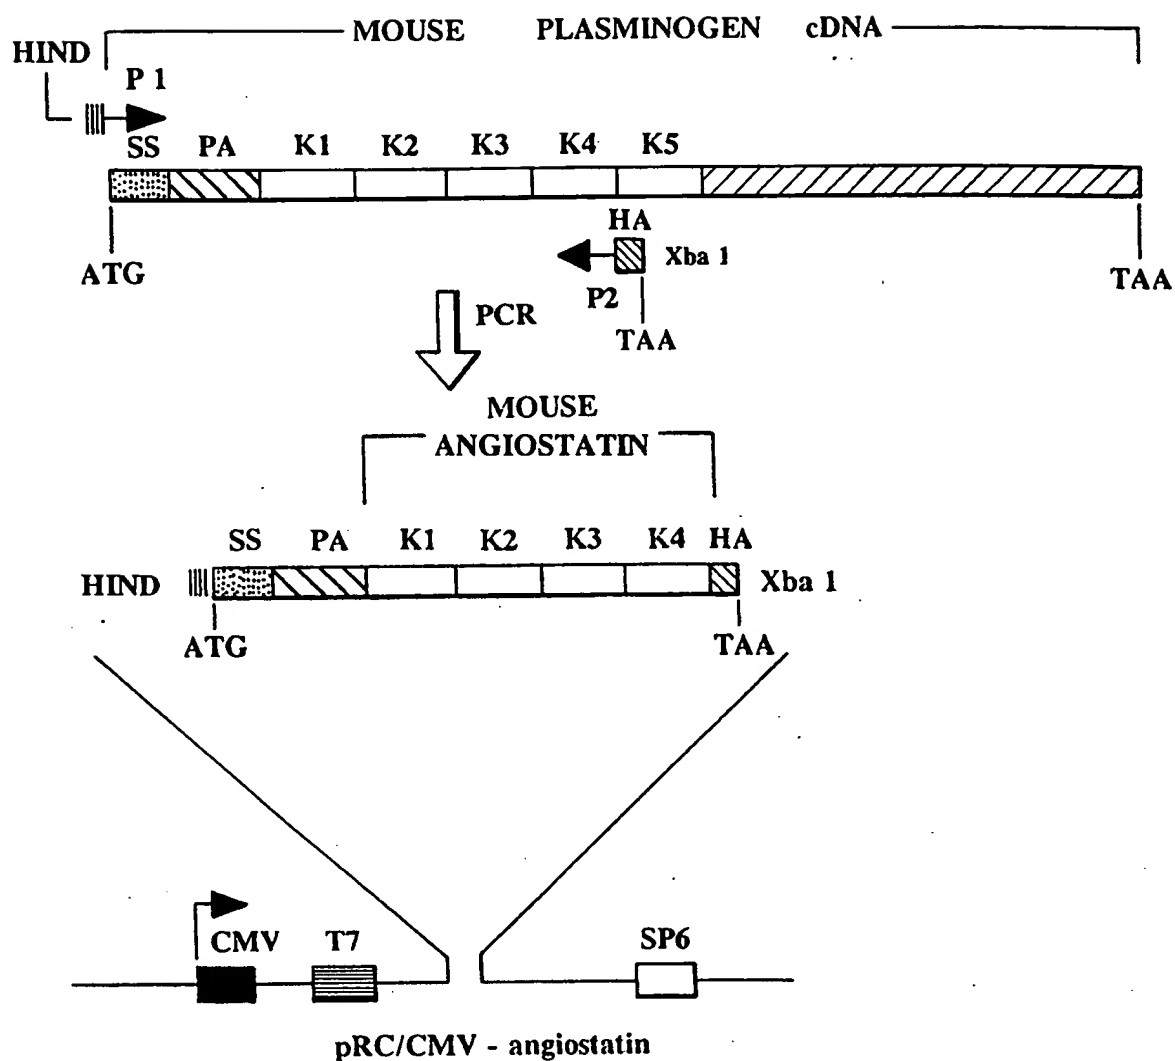 MOUSE PLASMINOGEN cDNA
HIND
P 1
SS PA K1 K2 K3 K4 K5
HA
Xba 1
ATG
P2
TAA
TAA
PCR
MOUSE
ANGIOSTATIN
SS PA K1 K2 K3 K4 HA
HIND
Xba 1
ATG
TAA
CMV T7 SP6
pRC/CMV - angiostatin